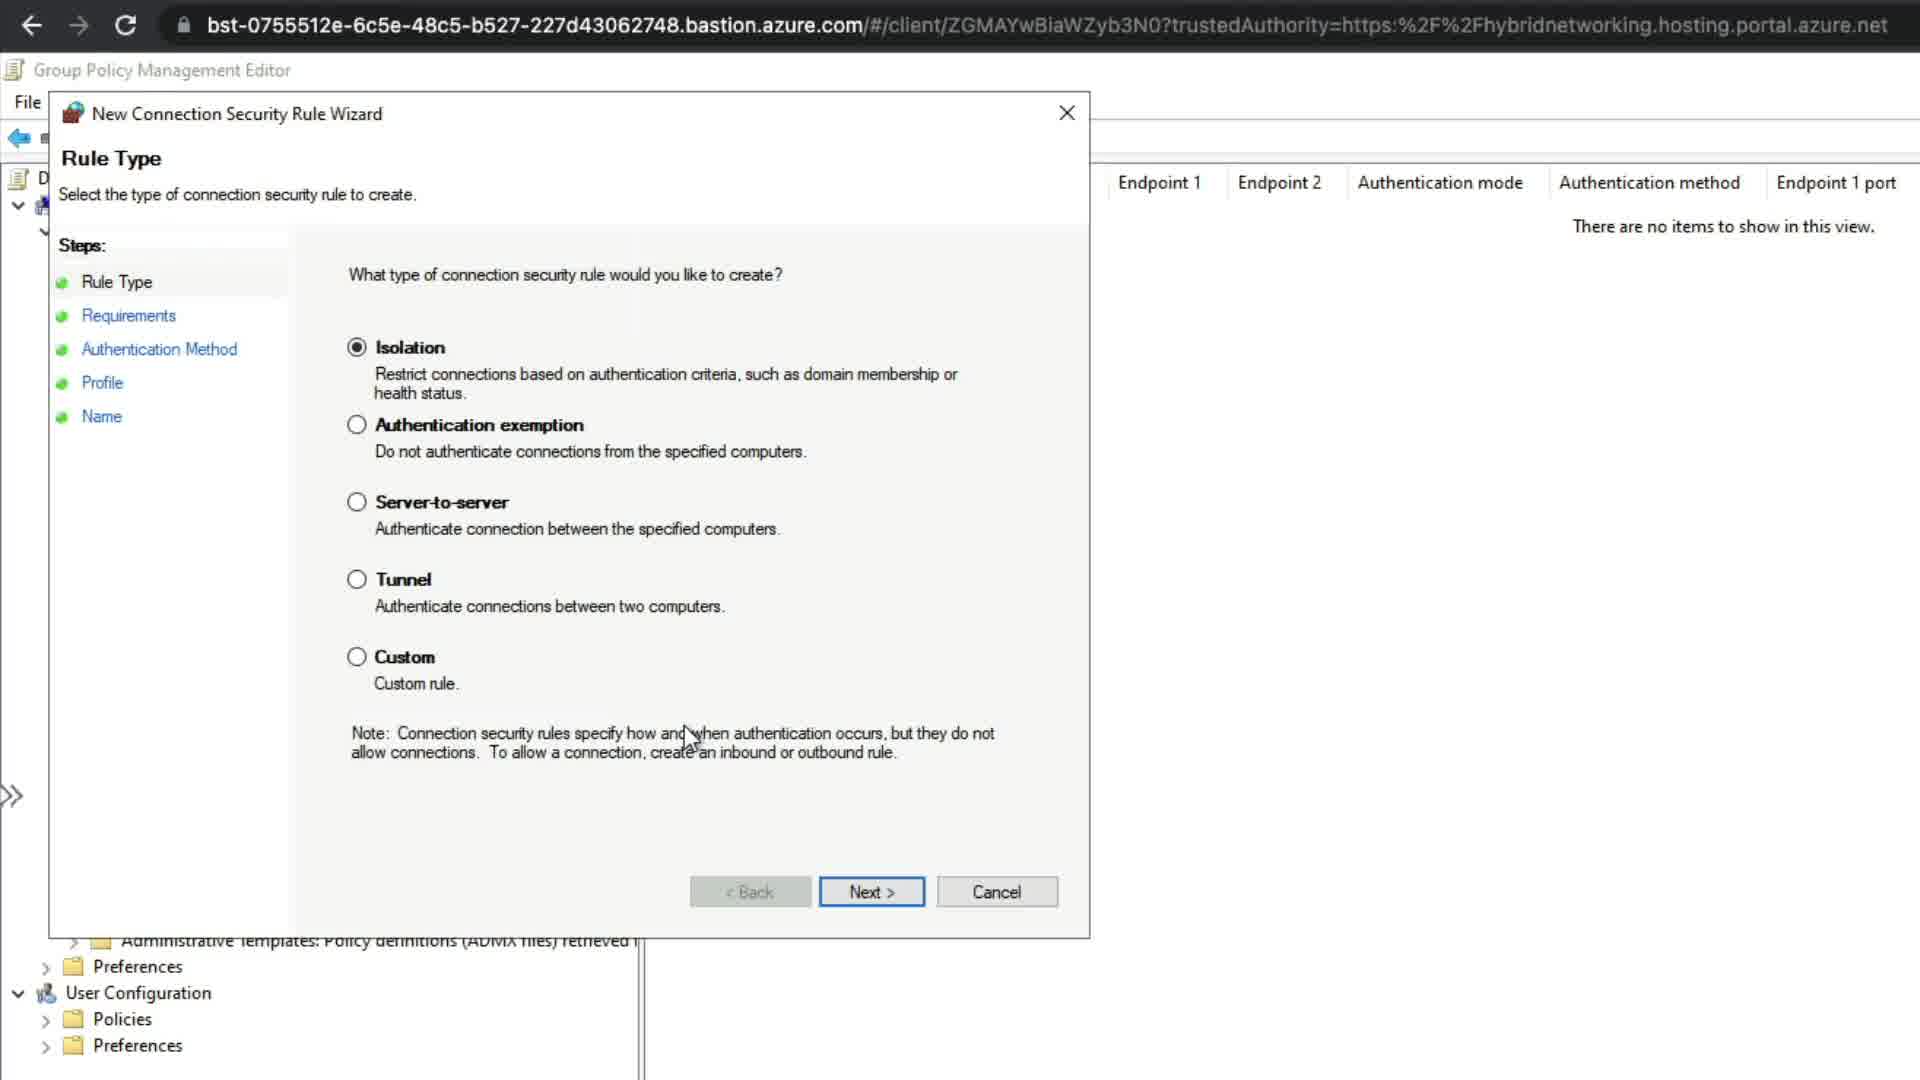 bst-0755512e-6c5e-48c5-b527-227d43062748.bastion.azure.com/#/client/ZGMAYwBiaWZyb3N0?trustedAuthority=https:%2F%2Fhybridnetworking.hosting.portal.azure.net
Group Policy Management Editor
File
New Connection Security Rule Wizard
Rule Type
Select the type of connection security rule to create.
D
Endpoint 1 Endpoint 2 Authentication mode Authentication method Endpoint 1 port
There are no items to show in this view.
Steps:
Rule Type
Requirements
Authentication Method
Profile
Name
What type of connection security rule would you like to create?
Isolation
Restrict connections based on authentication criteria, such as domain membership or
health status.
Authentication exemption
Do not authenticate connections from the specified computers.
Server-to-server
Authenticate connection between the specified computers.
Tunnel
Authenticate connections between two computers.
Custom
Custom rule.
Note: Connection security rules specify how and when authentication occurs, but they do not
allow connections. To allow a connection, create an inbound or outbound rule.
< Back Next > Cancel
Administrative Templates: Policy definitions (ADMX files) retrieved
Preferences
User Configuration
Policies
Preferences